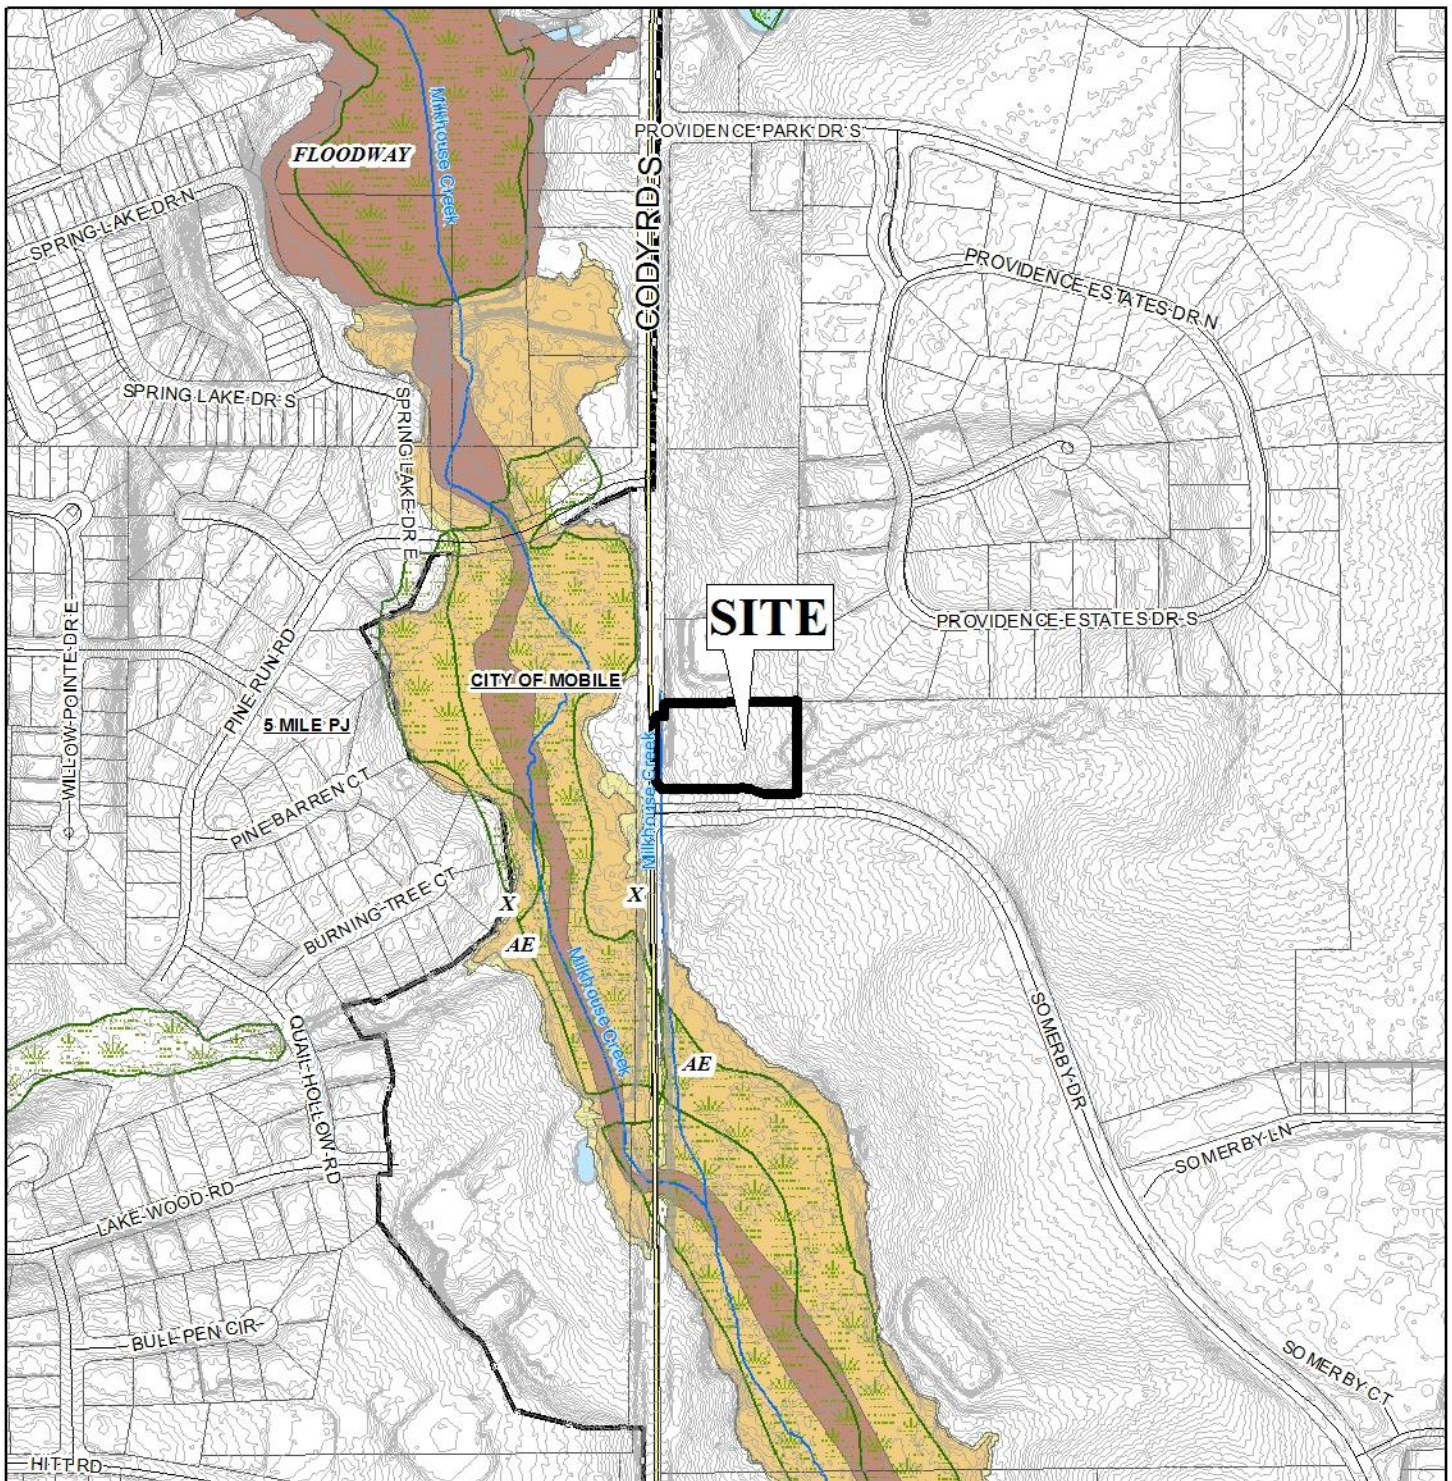 PROVIDENCE PARK DR S
Milkhouse Creek
FLOODWAY
CODY RD S
SPRING LAKE DR N
PROVIDENCE ESTATES DR N
SPRING LAKE DR S
SPRING LAKE DR E
SITE
PROVIDENCE ESTATES DR S
WILLOW POINTE DR E
PINE RUN RD
CITY OF MOBILE
5 MILE PJ
Milkhouse Creek
PINE BARREN CT
BURNING TREE CT
X
X
AE
Milkhouse Creek
SOMERBY DR
QUAIL HOLLOW RD
AE
SOMERBY LN
LAKE WOOD RD
BULL PEN CIR
SOMERBY CT
HITT RD